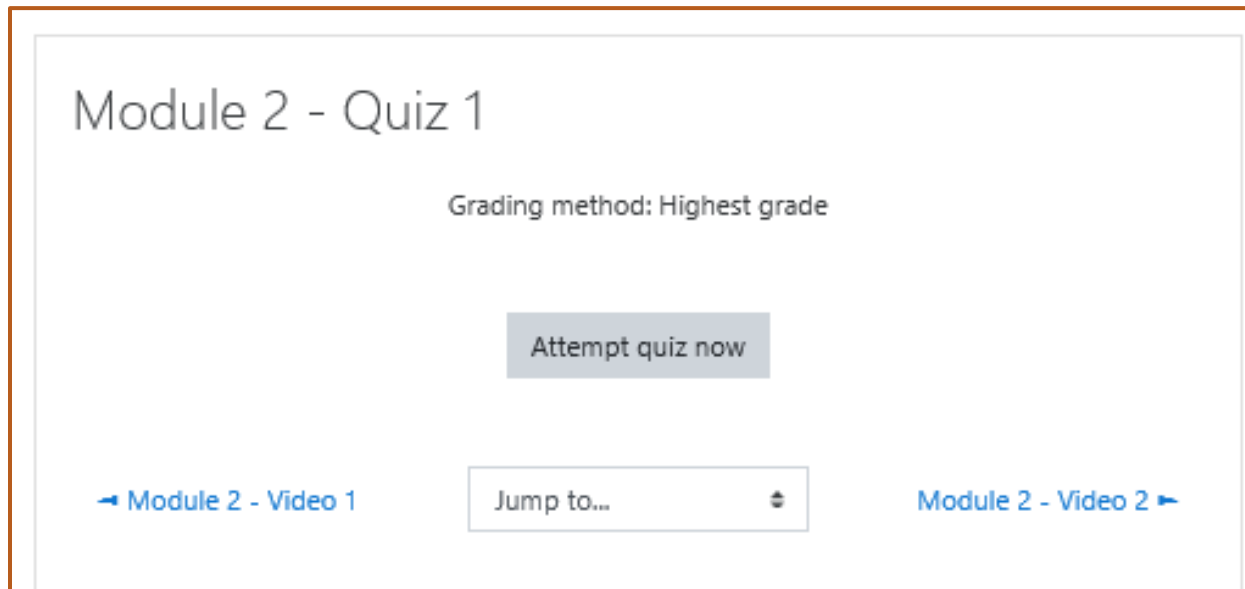 Module 2 - Quiz 1
Grading method: Highest grade
Attempt quiz now
◄ Module 2 - Video 1
Jump to...
Module 2 - Video 2 ►